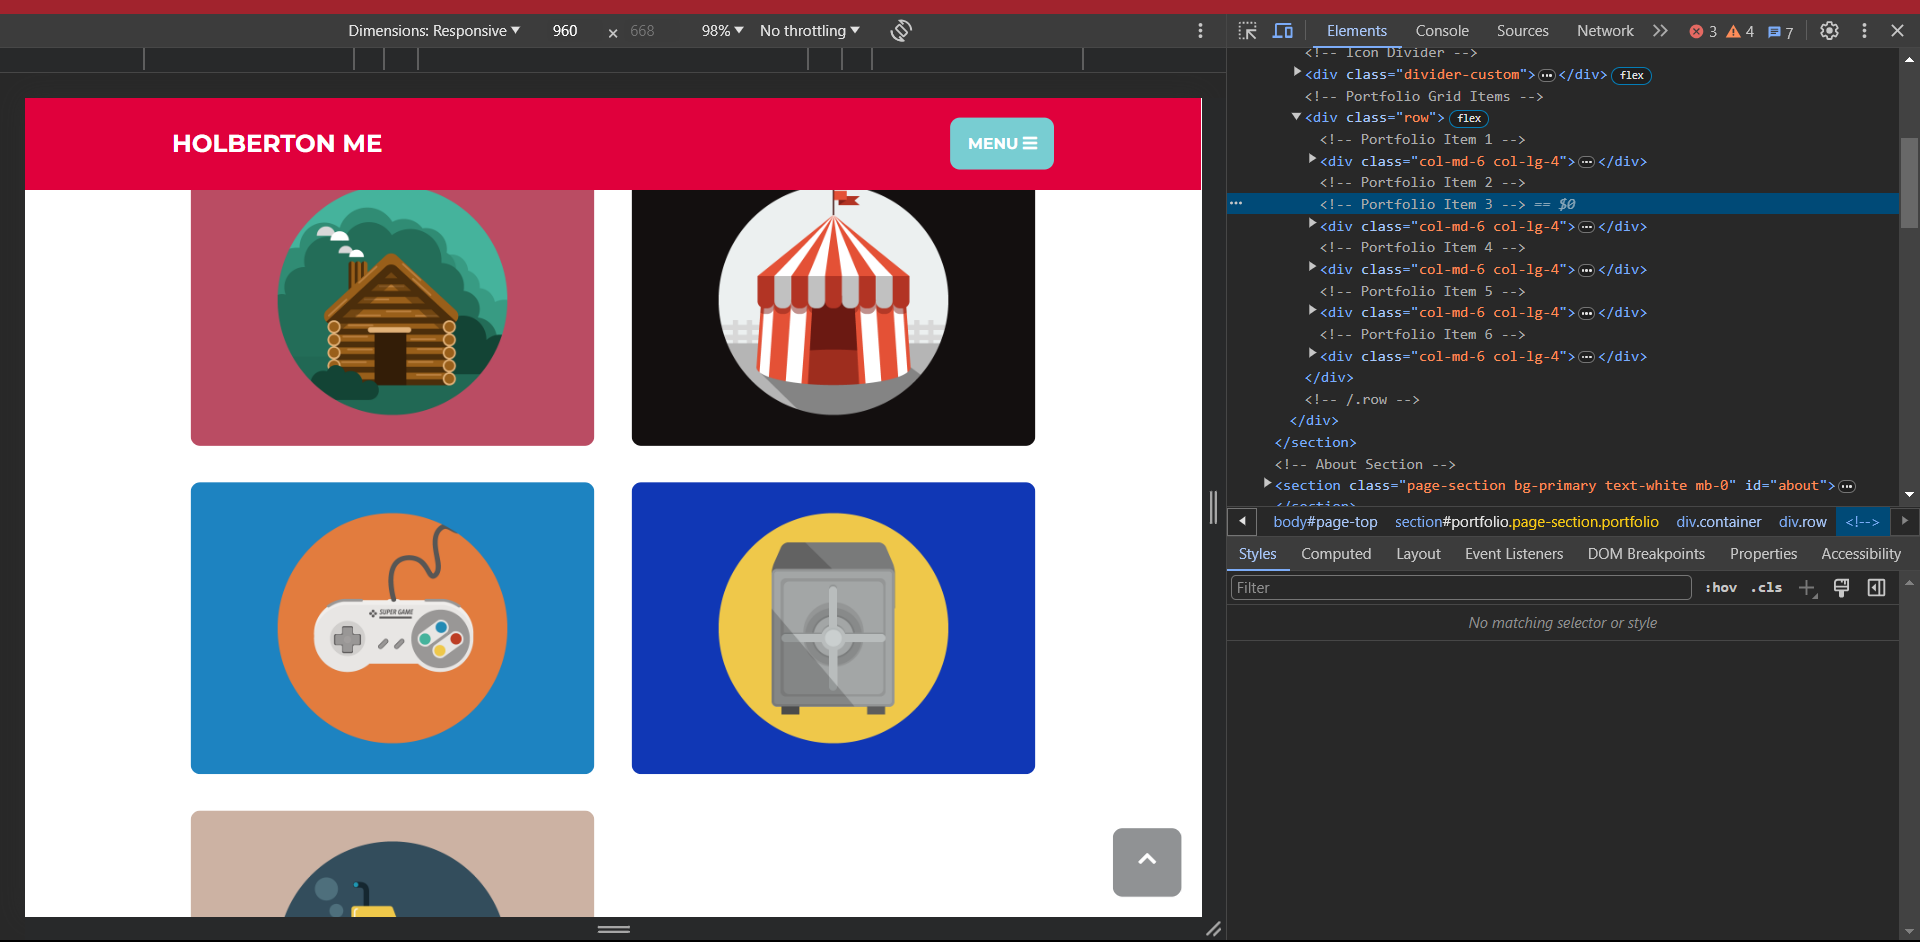 Dimensions: Responsive 960 × 668 98% No throttling
Elements Console Sources Network 3 4 7
HOLBERTON ME
MENU
SUPER GAME
<!-- Icon Divider -->
<div class="divider-custom"></div> flex
<!-- Portfolio Grid Items -->
<div class="row"> flex
<!-- Portfolio Item 1 -->
<div class="col-md-6 col-lg-4"></div>
<!-- Portfolio Item 2 -->
<!-- Portfolio Item 3 --> == $0
<div class="col-md-6 col-lg-4"></div>
<!-- Portfolio Item 4 -->
<div class="col-md-6 col-lg-4"></div>
<!-- Portfolio Item 5 -->
<div class="col-md-6 col-lg-4"></div>
<!-- Portfolio Item 6 -->
<div class="col-md-6 col-lg-4"></div>
</div>
<!-- /.row -->
</div>
</section>
<!-- About Section -->
<section class="page-section bg-primary text-white mb-0" id="about">
</section>
body#page-top section#portfolio.page-section.portfolio div.container div.row <!-->
Styles Computed Layout Event Listeners DOM Breakpoints Properties Accessibility
Filter :hov .cls
No matching selector or style